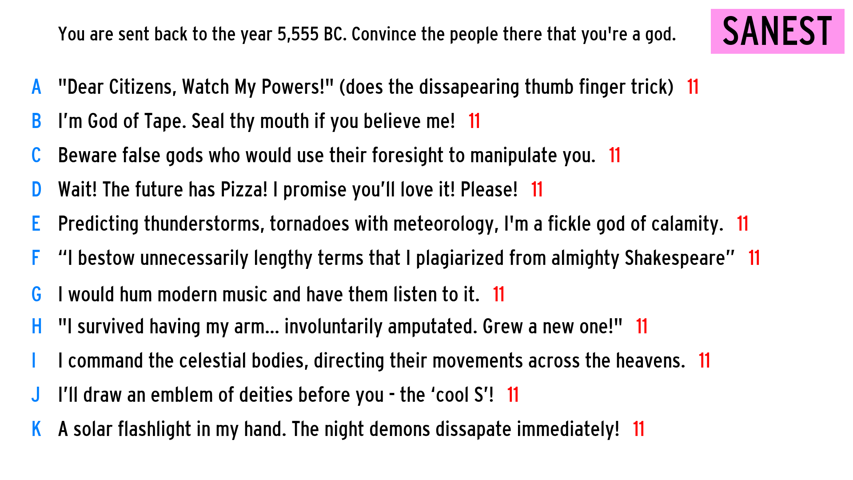 You are sent back to the year 5,555 BC. Convince the people there that you're a god.
SANEST
A "Dear Citizens, Watch My Powers!" (does the dissapearing thumb finger trick) 11
B I’m God of Tape. Seal thy mouth if you believe me! 11
C Beware false gods who would use their foresight to manipulate you. 11
D Wait! The future has Pizza! I promise you’ll love it! Please! 11
E Predicting thunderstorms, tornadoes with meteorology, I'm a fickle god of calamity. 11
F “I bestow unnecessarily lengthy terms that I plagiarized from almighty Shakespeare” 11
G I would hum modern music and have them listen to it. 11
H "I survived having my arm... involuntarily amputated. Grew a new one!" 11
I I command the celestial bodies, directing their movements across the heavens. 11
J I’ll draw an emblem of deities before you - the ‘cool S’! 11
K A solar flashlight in my hand. The night demons dissapate immediately! 11